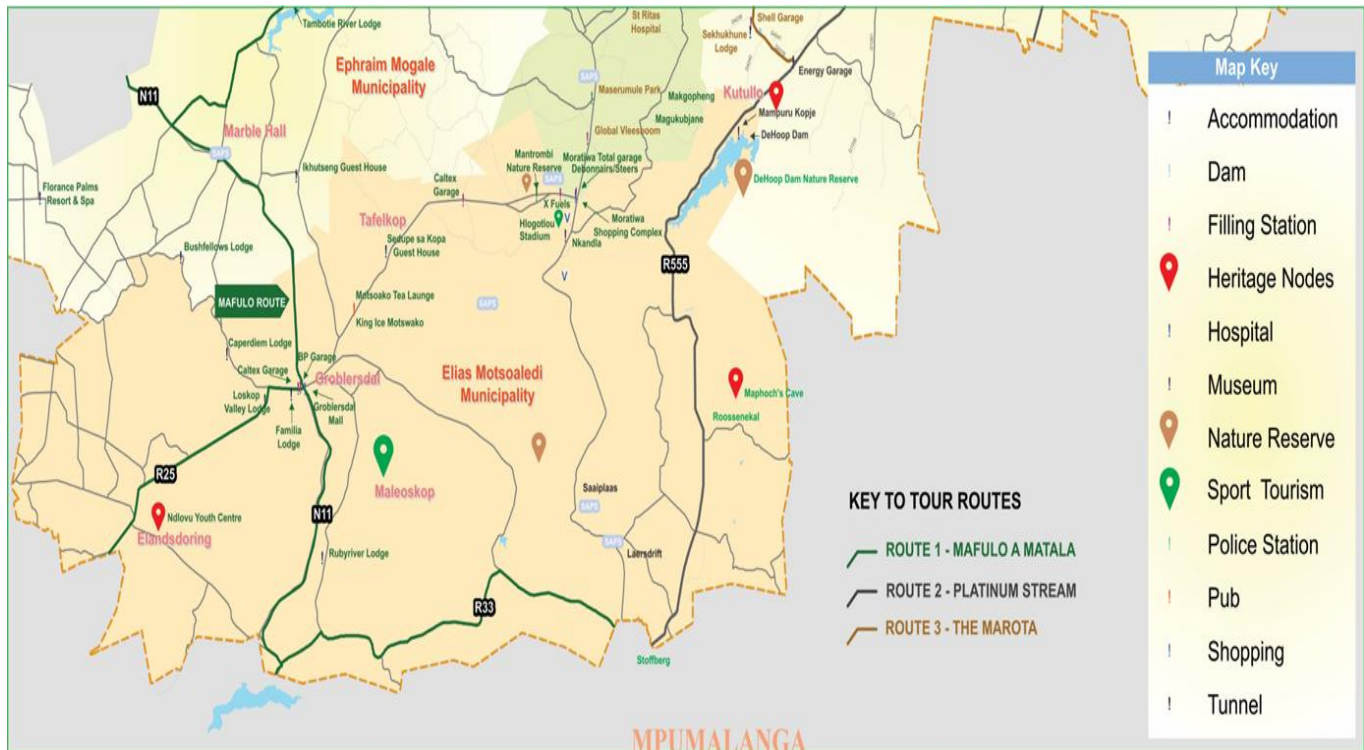 Tambotie River Lodge
St Ritas
Hospital
Shell Garage
Sekhukhune
Lodge
Energy Garage
Ephraim Mogale
Municipality
SAPS
Maserumule Park
Makgopheng
Magukubjane
Kutullo
Mampuru Kopje
DeHoop Dam
N11
Marble Hall
SAPS
Global Vleesboom
Ikhutseng Guest House
Mantrombi
Nature Reserve
SAPS
Moratiwa Total garage
Debonnairs/Steers
DeHoop Dam Nature Reserve
Florance Palms
Resort & Spa
Caltex
Garage
X Fuels
V
Hlogotlou
Stadium
Moratiwa
Shopping Complex
Nkandla
Tafelkop
Sedupe sa Kopa
Guest House
Bushfellows Lodge
V
R555
MAFULO ROUTE
Motsoako Tea Launge
King Ice Motswako
SAPS
Caperdiem Lodge
BP Garage
Caltex Garage
Groblersdal
Loskop
Valley Lodge
Groblersdal
Mall
Familia
Lodge
Elias Motsoaledi
Municipality
Maphoch's Cave
Roossenekal
R25
Maleoskop
Ndlovu Youth Centre
Elandsdoring
N11
Saaiplaas
SAPS
SAPS
Laersdrift
Rubyriver Lodge
R33
Stoffberg
MPUMALANGA
KEY TO TOUR ROUTES
ROUTE 1 - MAFULO A MATALA
ROUTE 2 - PLATINUM STREAM
ROUTE 3 - THE MAROTA
Map Key
! Accommodation
! Dam
! Filling Station
Heritage Nodes
! Hospital
! Museum
Nature Reserve
Sport Tourism
! Police Station
! Pub
! Shopping
! Tunnel